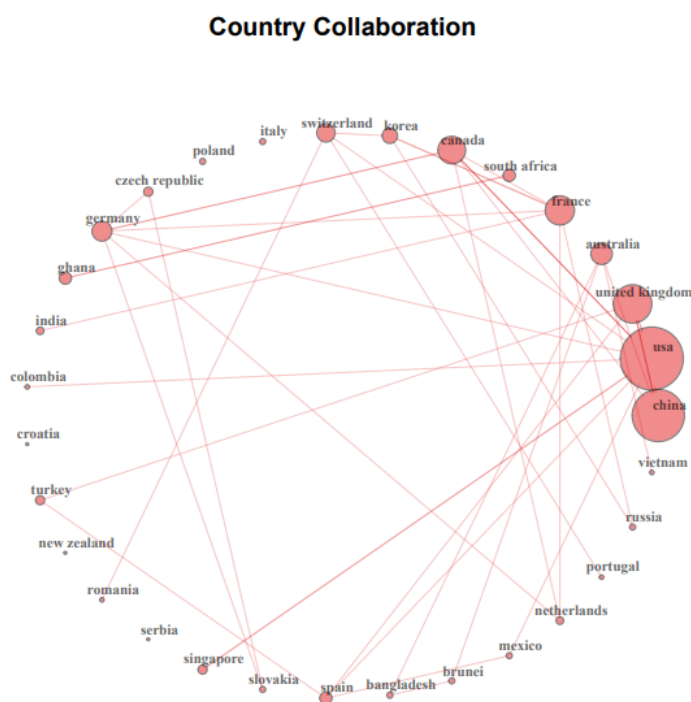 Country Collaboration
switzerland
korea
italy
canada
poland
south africa
czech republic
france
germany
australia
ghana
united kingdom
india
usa
colombia
china
croatia
vietnam
turkey
russia
new zealand
portugal
romania
netherlands
serbia
mexico
singapore
brunei
slovakia
spain
bangladesh